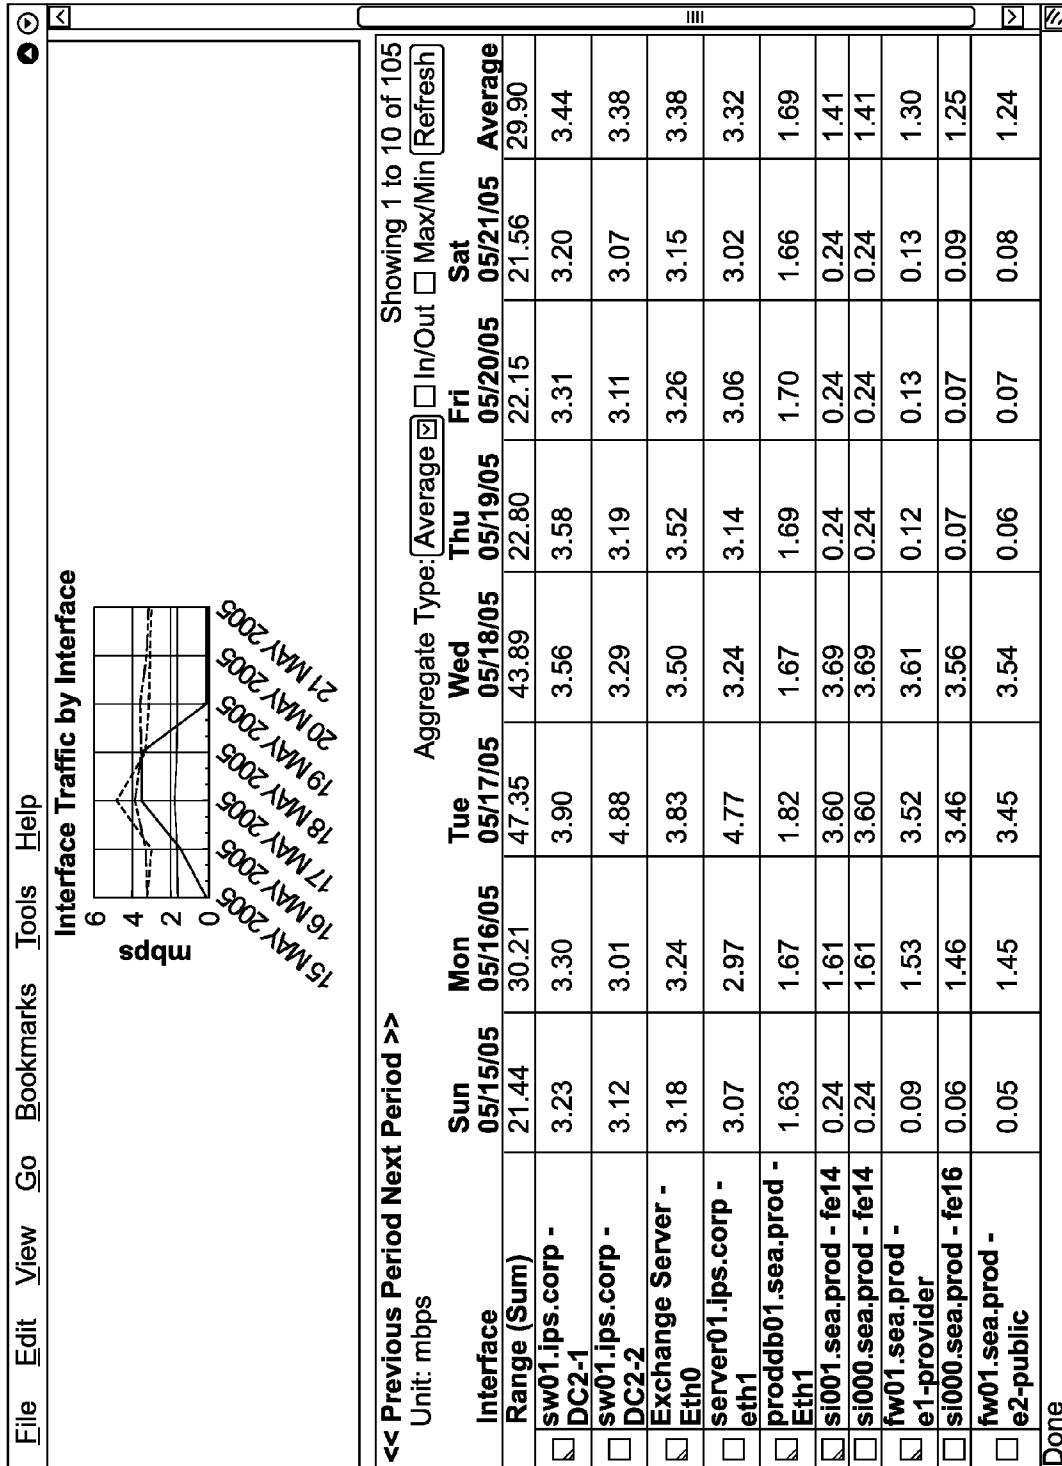 File Edit View Go Bookmarks Tools Help
Interface Traffic by Interface
mbps
6
4
2
0
15 MAY 2005
16 MAY 2005
17 MAY 2005
18 MAY 2005
19 MAY 2005
20 MAY 2005
21 MAY 2005
<< Previous Period Next Period >> Showing 1 to 10 of 105
Unit: mbps Aggregate Type: Average In/Out Max/Min Refresh
Interface Sun 05/15/05 Mon 05/16/05 Tue 05/17/05 Wed 05/18/05 Thu 05/19/05 Fri 05/20/05 Sat 05/21/05 Average
Range (Sum) 21.44 30.21 47.35 43.89 22.80 22.15 21.56 29.90
sw01.ips.corp - DC2-1 3.23 3.30 3.90 3.56 3.58 3.31 3.20 3.44
sw01.ips.corp - DC2-2 3.12 3.01 4.88 3.29 3.19 3.11 3.07 3.38
Exchange Server - Eth0 3.18 3.24 3.83 3.50 3.52 3.26 3.15 3.38
server01.ips.corp - eth1 3.07 2.97 4.77 3.24 3.14 3.06 3.02 3.32
proddb01.sea.prod - Eth1 1.63 1.67 1.82 1.67 1.69 1.70 1.66 1.69
si001.sea.prod - fe14 0.24 1.61 3.60 3.69 0.24 0.24 0.24 1.41
si000.sea.prod - fe14 0.24 1.61 3.60 3.69 0.24 0.24 0.24 1.41
fw01.sea.prod - e1-provider 0.09 1.53 3.52 3.61 0.12 0.13 0.13 1.30
si000.sea.prod - fe16 0.06 1.46 3.46 3.56 0.07 0.07 0.09 1.25
fw01.sea.prod - e2-public 0.05 1.45 3.45 3.54 0.06 0.07 0.08 1.24
Done